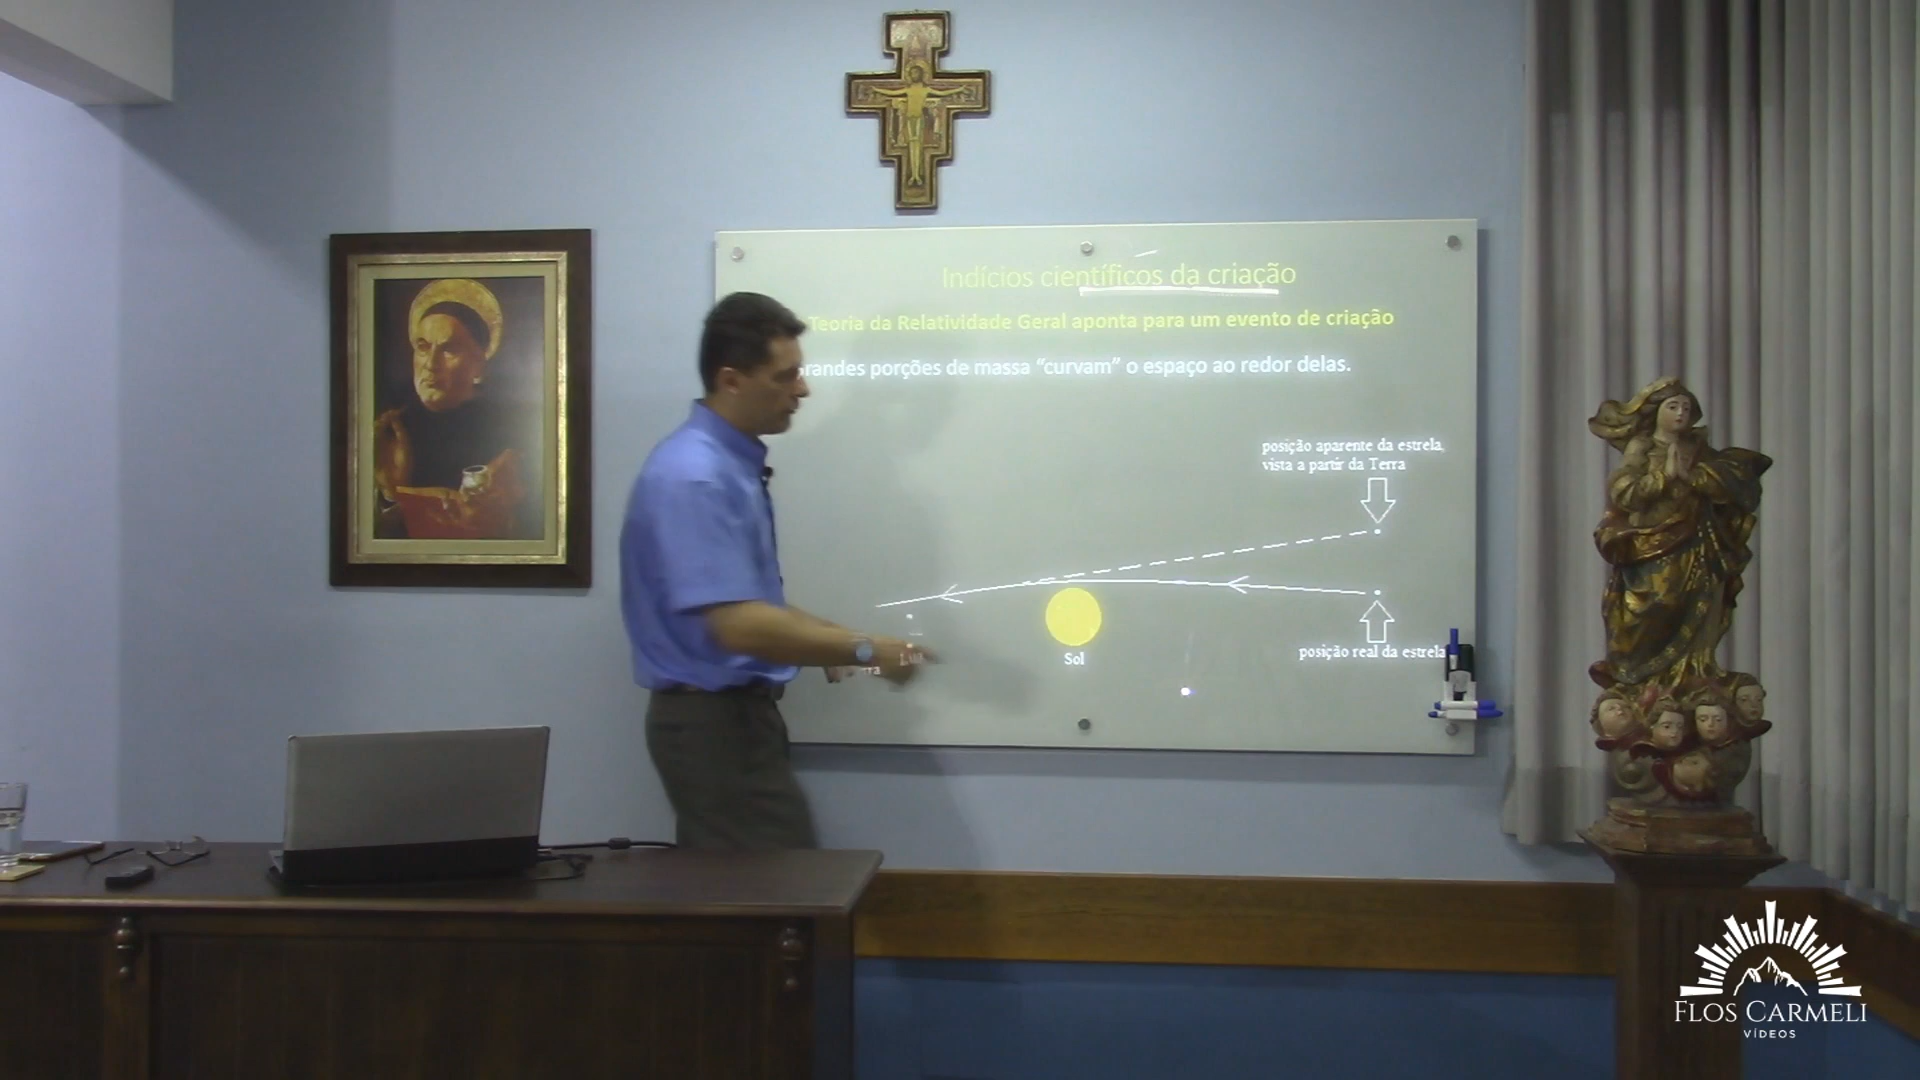 Indícios científicos da criação
Teoria da Relatividade Geral aponta para um evento de criação
porções de massa “curvam” o espaço ao redor delas.
posição aparente da estrela,
vista a partir da Terra
Sol
posição real da estrela
FLOS CARMELI
VÍDEOS